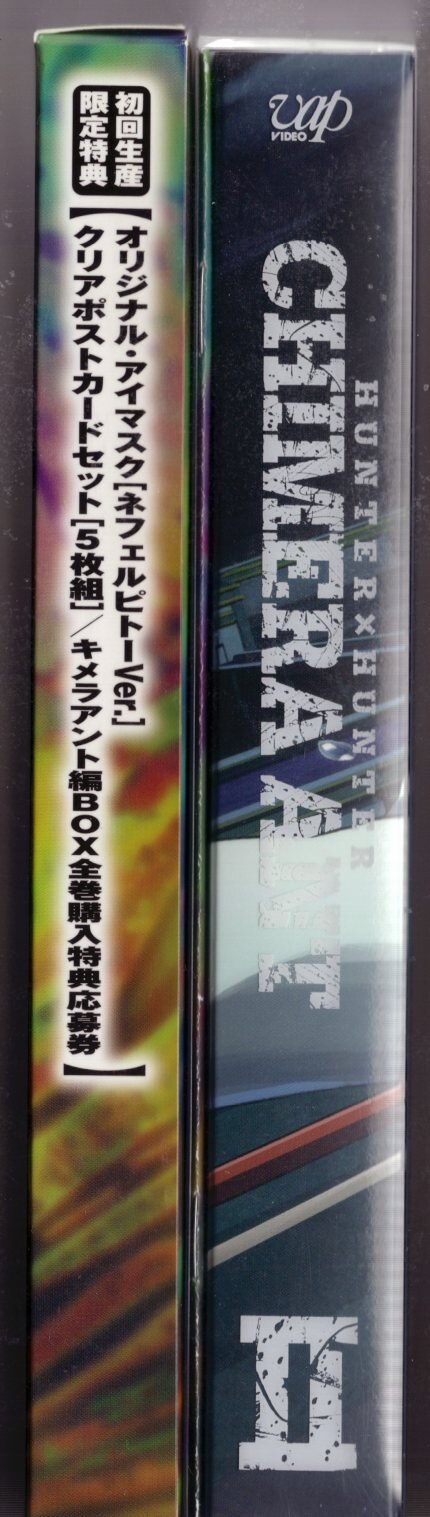 初回生産
限定特典
【オリジナル・アイマスク[ネフェルピトーVer.]
クリアポストカードセット[5枚組]／キメラアント編BOX全巻購入特典応募券】
vap
VIDEO
HUNTER×HUNTER
CHIMERA ANT
II